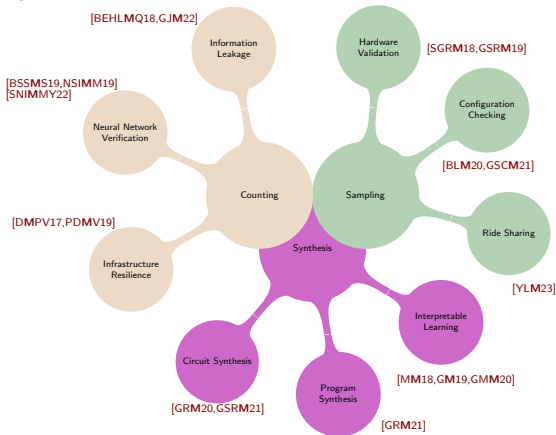 [BEHLMQ18,GJM22]
Information
Leakage
Hardware
Validation
[SGRM18,GSRM19]
[BSSMS19,NSIMM19]
[SNIMMY22]
Neural Network
Verification
Configuration
Checking
[BLM20,GSCM21]
Counting
Sampling
[DMPV17,PDMV19]
Infrastructure
Resilience
Synthesis
Ride Sharing
[YLM23]
Interpretable
Learning
[MM18,GM19,GMM20]
Circuit Synthesis
[GRM20,GSRM21]
Program
Synthesis
[GRM21]